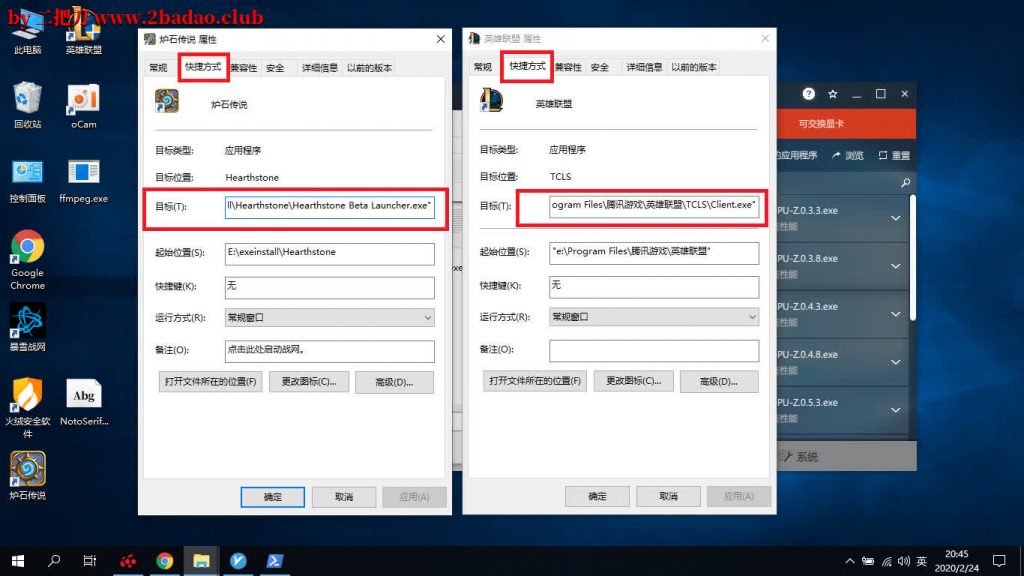 by二把刀www.2badao.club
此电脑
英雄联盟
回收站
oCam
控制面板
ffmpeg.exe
Google
Chrome
暴雪战网
火绒安全软
件
NotoSerif...
Abg
炉石传说
炉石传说 属性
常规
快捷方式
兼容性
安全
详细信息
以前的版本
炉石传说
目标类型:
应用程序
目标位置:
Hearthstone
目标(T):
ll\Hearthstone\Hearthstone Beta Launcher.exe"
起始位置(S):
E:\exeinstall\Hearthstone
快捷键(K):
无
运行方式(R):
常规窗口
备注(O):
点击此处启动战网。
打开文件所在的位置(F)
更改图标(C)...
高级(D)...
确定
取消
应用(A)
英雄联盟 属性
常规
快捷方式
兼容性
安全
详细信息
以前的版本
英雄联盟
目标类型:
应用程序
目标位置:
TCLS
目标(T):
ogram Files\腾讯游戏\英雄联盟\TCLS\Client.exe"
起始位置(S):
"e:\Program Files\腾讯游戏\英雄联盟"
快捷键(K):
无
运行方式(R):
常规窗口
备注(O):
打开文件所在的位置(F)
更改图标(C)...
高级(D)...
确定
取消
应用(A)
可交换显卡
的应用程序
浏览
重置
PU-Z.0.3.3.exe
高性能
PU-Z.0.3.8.exe
高性能
PU-Z.0.4.3.exe
高性能
PU-Z.0.4.8.exe
高性能
PU-Z.0.5.3.exe
高性能
系统
exe
英
20:45
2020/2/24